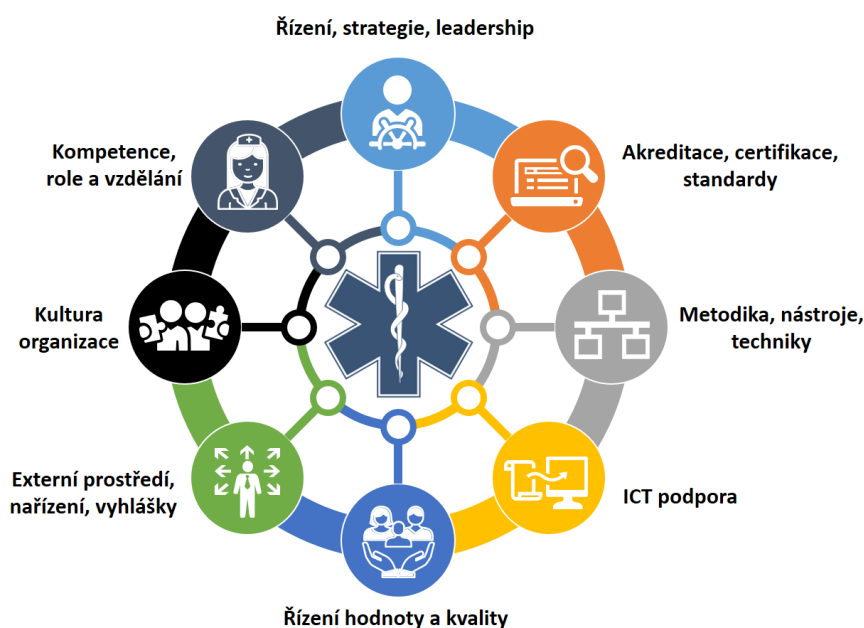 Řízení, strategie, leadership
Kompetence,
role a vzdělání
Akreditace, certifikace,
standardy
Kultura
organizace
Metodika, nástroje,
techniky
Externí prostředí,
nařízení, vyhlášky
ICT podpora
Řízení hodnoty a kvality